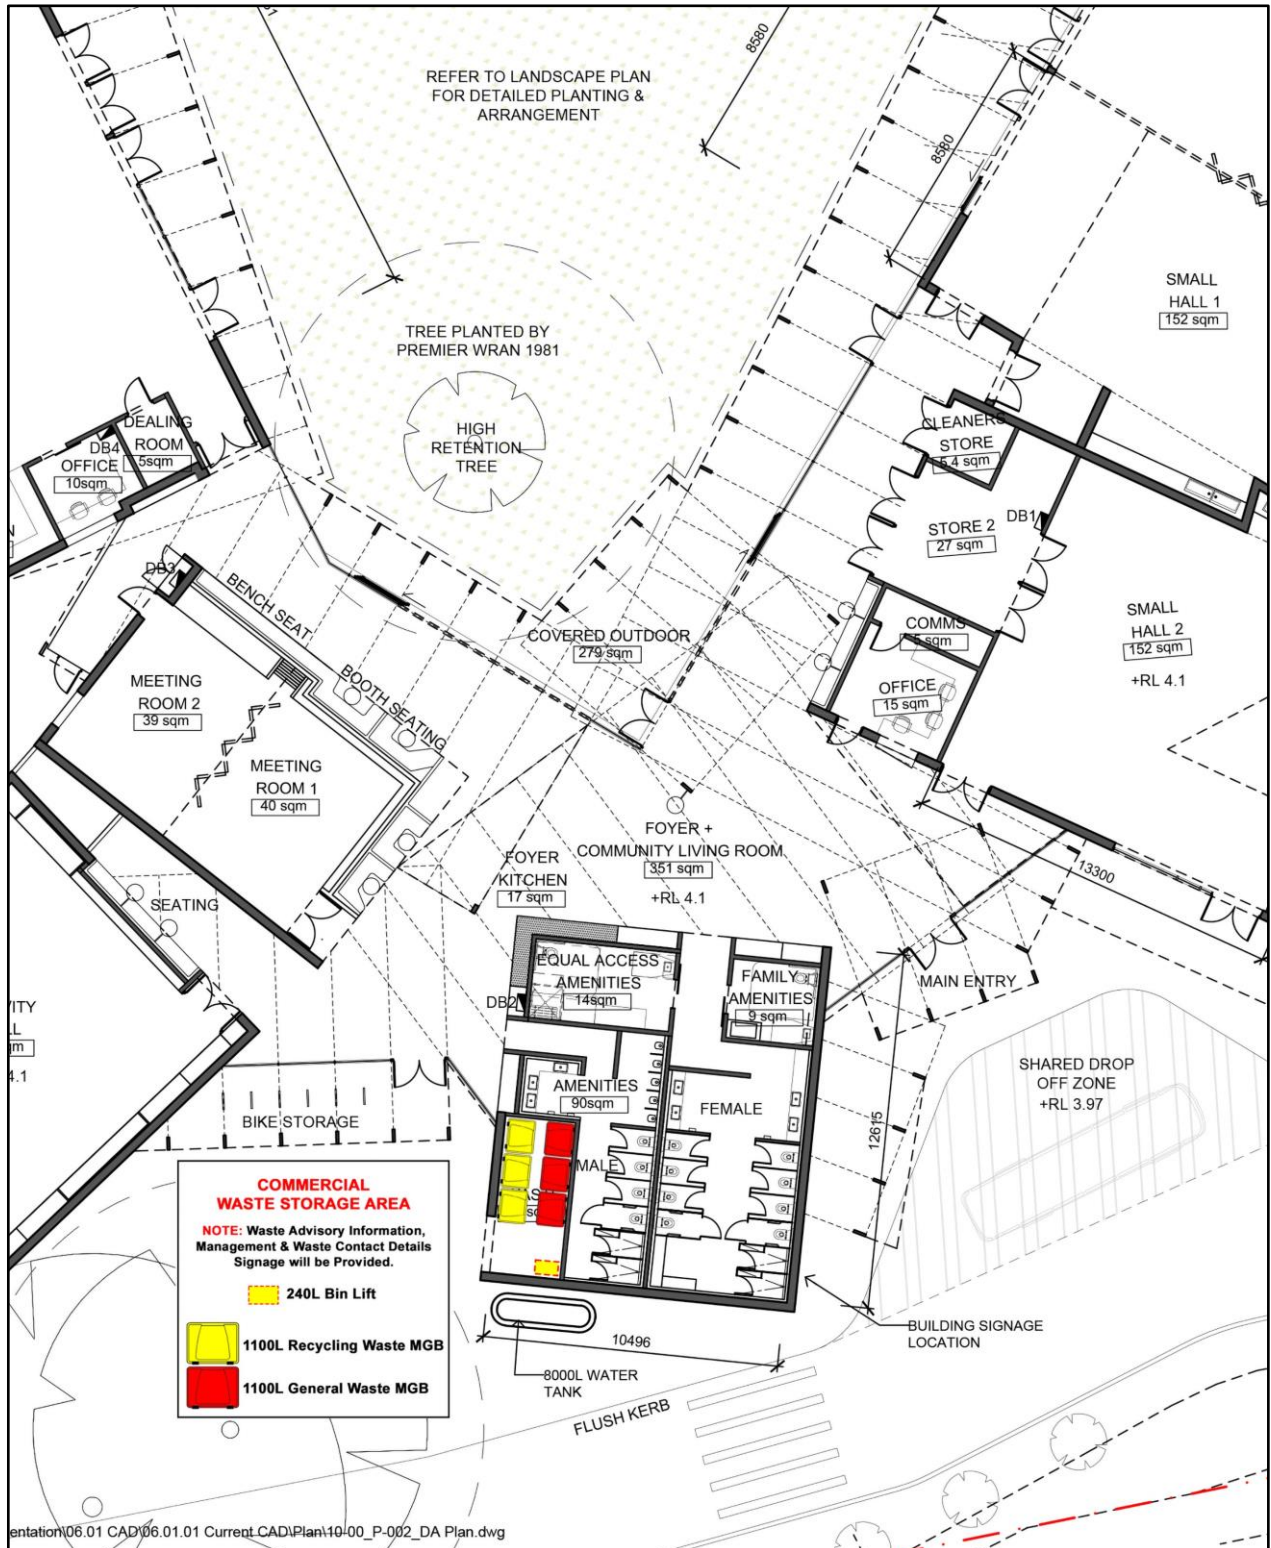 8580
REFER TO LANDSCAPE PLAN
FOR DETAILED PLANTING &
ARRANGEMENT
8580
SMALL
HALL 1
152 sqm
TREE PLANTED BY
PREMIER WRAN 1981
HIGH
RETENTION
TREE
DEALING
ROOM
5sqm
DB4
OFFICE
10sqm
CLEANERS
STORE
5.4 sqm
DB1
STORE 2
27 sqm
DB3
BENCH SEAT
COVERED OUTDOOR
279 sqm
COMMS
5 sqm
SMALL
HALL 2
152 sqm
+RL 4.1
OFFICE
15 sqm
MEETING
ROOM 2
39 sqm
BOOTH SEATING
MEETING
ROOM 1
40 sqm
FOYER +
COMMUNITY LIVING ROOM
351 sqm
+RL 4.1
FOYER
KITCHEN
17 sqm
13300
SEATING
EQUAL ACCESS
AMENITIES
14sqm
FAMILY
AMENITIES
9 sqm
MAIN ENTRY
DB2
VITY
LL
qm
4.1
SHARED DROP
OFF ZONE
+RL 3.97
AMENITIES
90sqm
FEMALE
BIKE STORAGE
12615
MALE
COMMERCIAL
WASTE STORAGE AREA
NOTE: Waste Advisory Information,
Management & Waste Contact Details
Signage will be Provided.
240L Bin Lift
1100L Recycling Waste MGB
1100L General Waste MGB
10496
BUILDING SIGNAGE
LOCATION
8000L WATER
TANK
FLUSH KERB
entation\06.01 CAD\06.01.01 Current CAD\Plan\10-00_P-002_DA Plan.dwg